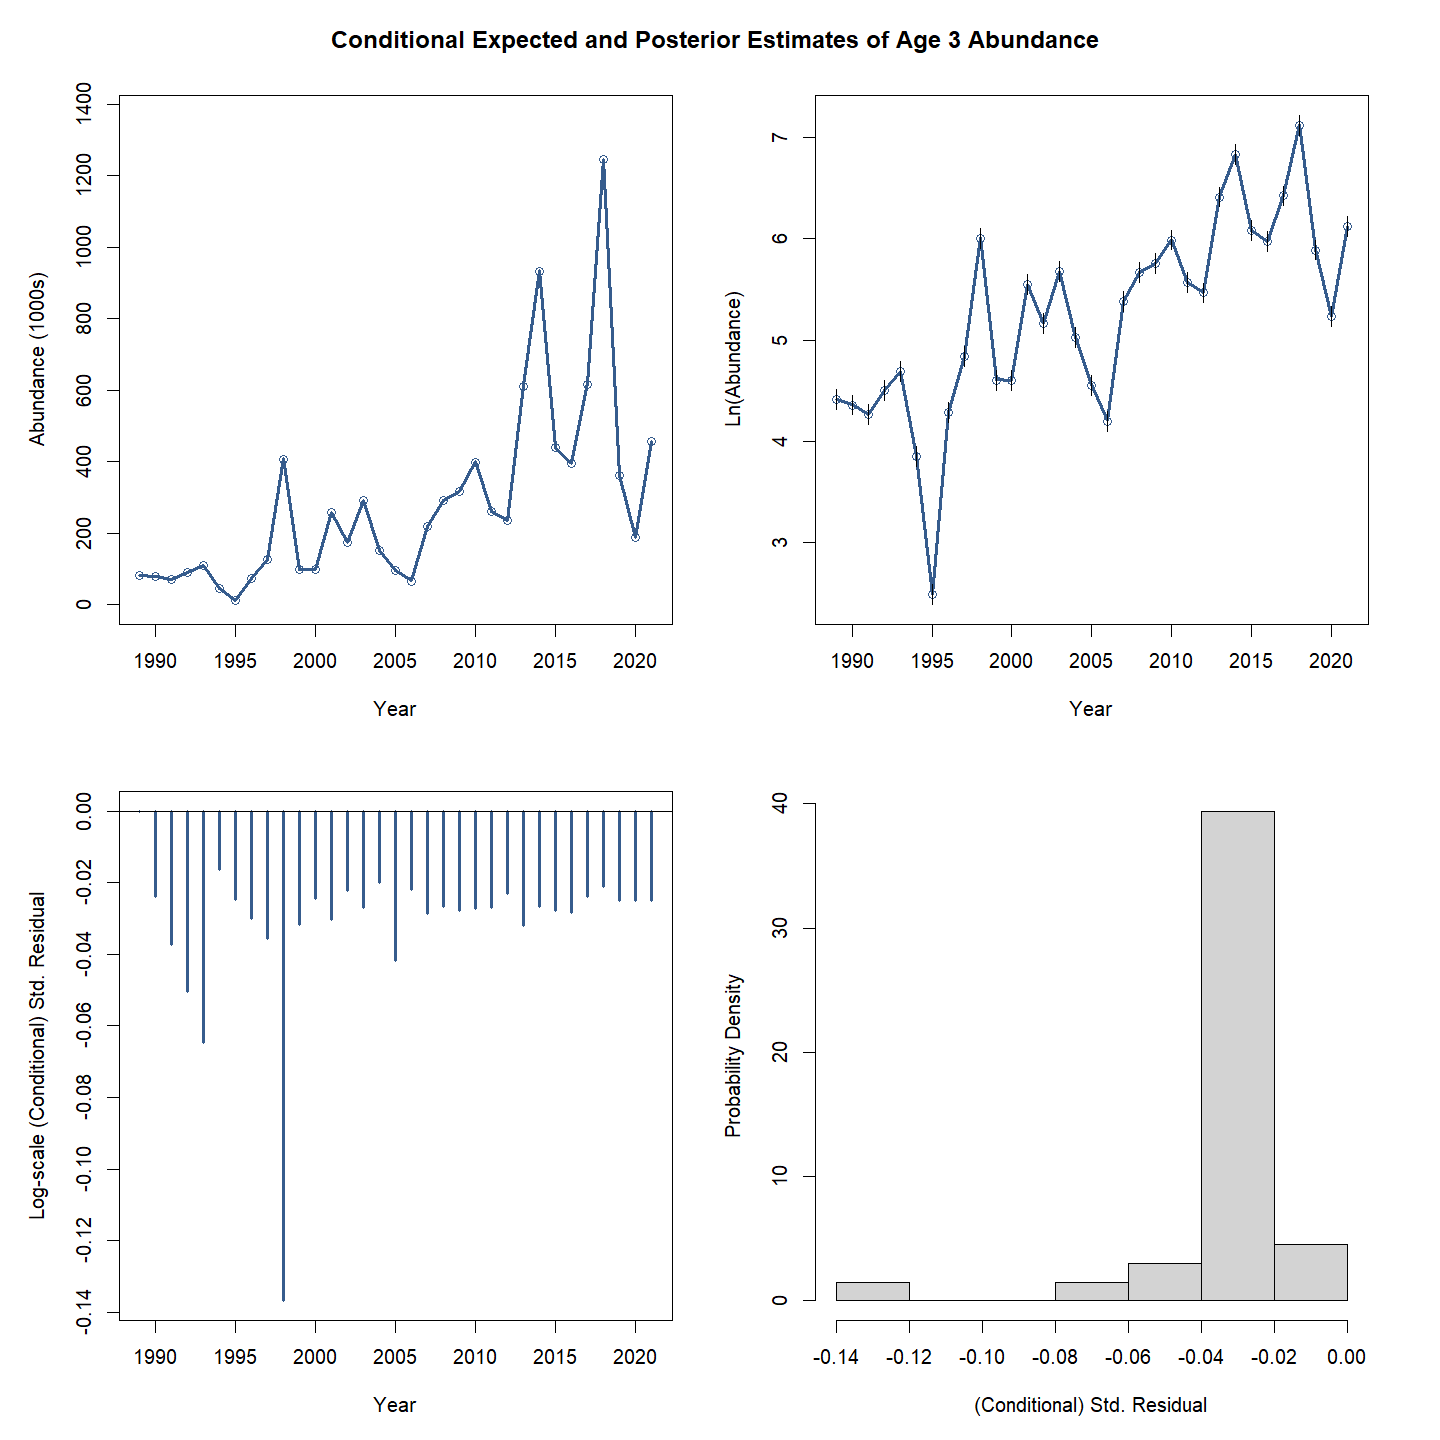 Conditional Expected and Posterior Estimates of Age 3 Abundance
Abundance (1000s)
1400
1200
1000
800
600
400
200
0
1990 1995 2000 2005 2010 2015 2020
Year
Ln(Abundance)
7
6
5
4
3
1990 1995 2000 2005 2010 2015 2020
Year
Log-scale (Conditional) Std. Residual
0.00
-0.02
-0.04
-0.06
-0.08
-0.10
-0.12
-0.14
1990 1995 2000 2005 2010 2015 2020
Year
Probability Density
40
30
20
10
0
-0.14 -0.12 -0.10 -0.08 -0.06 -0.04 -0.02 0.00
(Conditional) Std. Residual